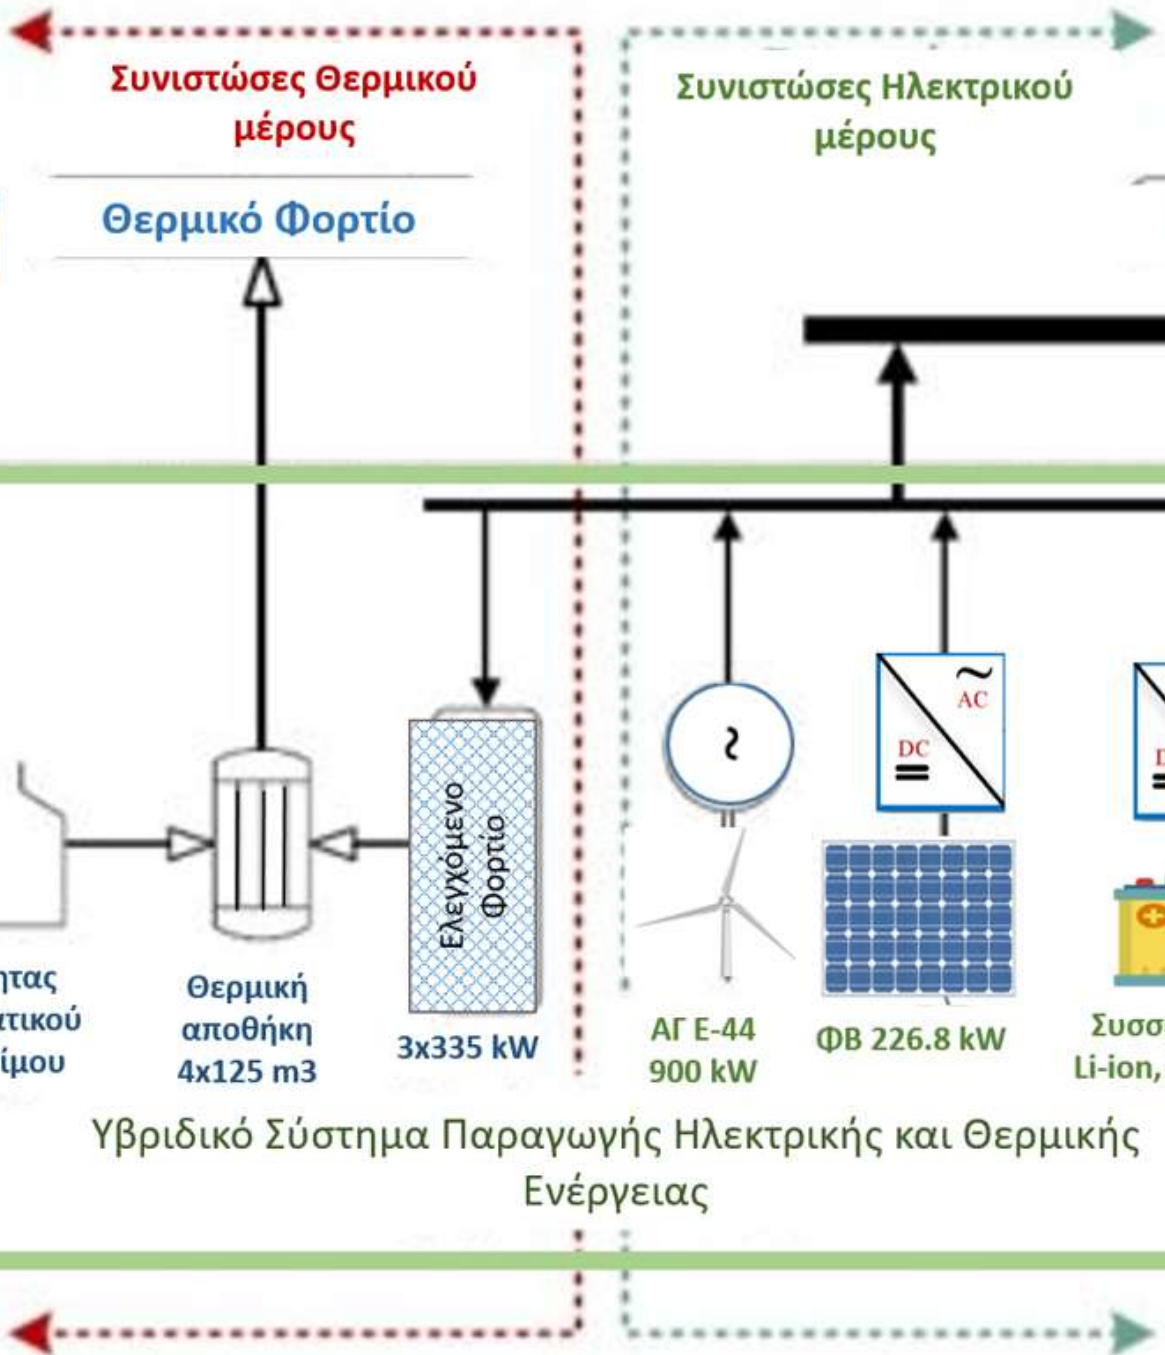 Συνιστώσες Θερμικού
μέρους
Θερμικό Φορτίο
Συνιστώσες Ηλεκτρικού
μέρους
AC
DC
Ελεγχόμενο
Φορτίο
Θερμική
αποθήκη
4x125 m3
3x335 kW
ΑΓ Ε-44
900 kW
ΦΒ 226.8 kW
Li-ion,
Υβριδικό Σύστημα Παραγωγής Ηλεκτρικής και Θερμικής
Ενέργειας